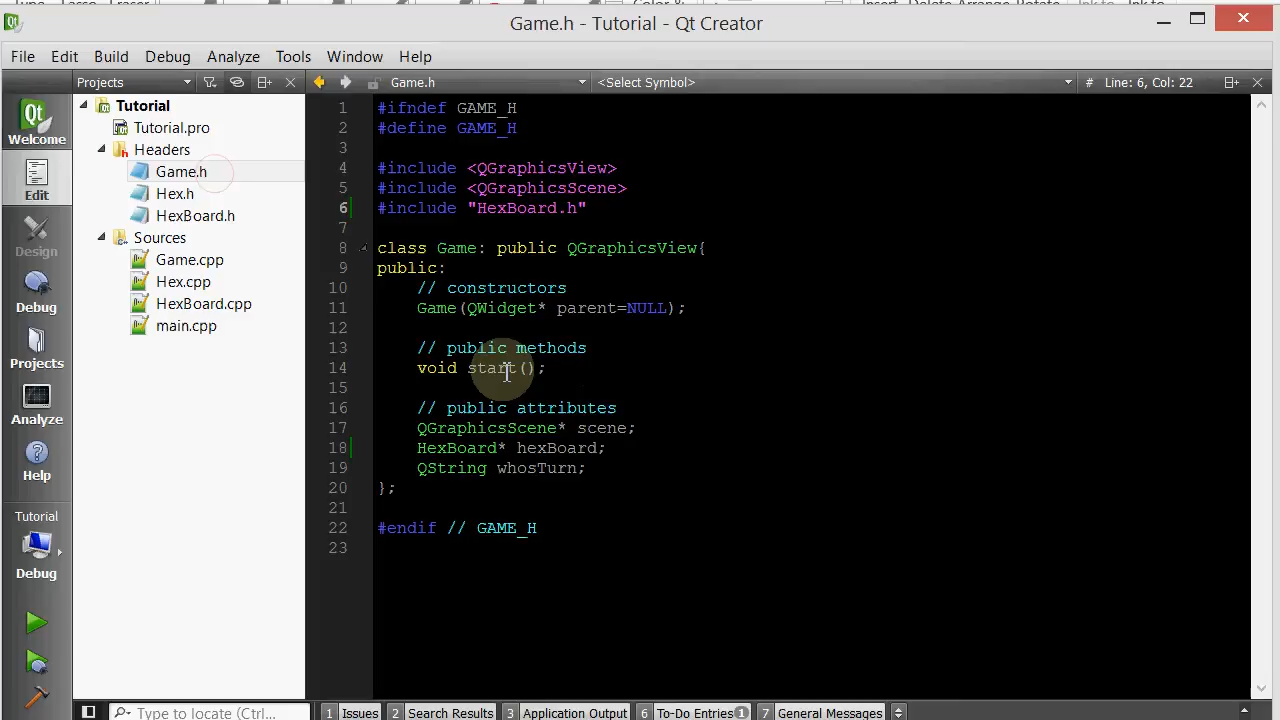 Game.h - Tutorial - Qt Creator
File Edit Build Debug Qt Analyze Tools Window Help
Projects Game.h <Select Symbol> # Line: 6, Col: 22
Welcome
Edit
Design
Debug
Projects
Analyze
Help
Tutorial
Debug
Tutorial
Tutorial.pro
Headers
Game.h
Hex.h
HexBoard.h
Sources
Game.cpp
Hex.cpp
HexBoard.cpp
main.cpp
1 #ifndef GAME_H
2 #define GAME_H
3
4 #include <QGraphicsView>
5 #include <QGraphicsScene>
6 #include "HexBoard.h"
7
8 class Game: public QGraphicsView{
9 public:
10 // constructors
11 Game(QWidget* parent=NULL);
12
13 // public methods
14 void start();
15
16 // public attributes
17 QGraphicsScene* scene;
18 HexBoard* hexBoard;
19 QString whosTurn;
20 };
21
22 #endif // GAME_H
23
Type to locate (Ctrl... 1 Issues 2 Search Results 3 Application Output 6 To-Do Entries 1 7 General Messages